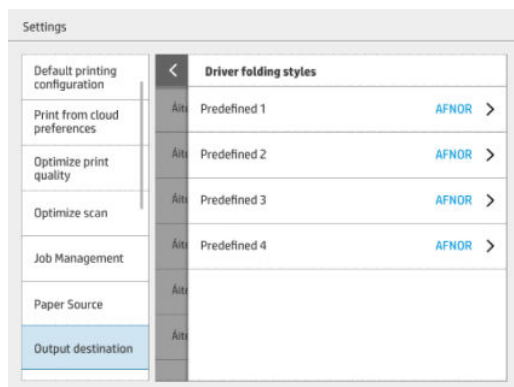 Settings
Default printing
configuration
Print from cloud
preferences
Optimize print
quality
Optimize scan
Job Management
Paper Source
Output destination
Driver folding styles
Predefined 1 AFNOR
Predefined 2 AFNOR
Predefined 3 AFNOR
Predefined 4 AFNOR